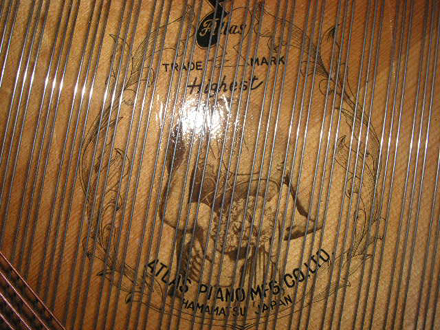 Atlas
TRADE MARK
Highest
ATLAS PIANO MFG. CO. LTD
HAMAMATSU JAPAN